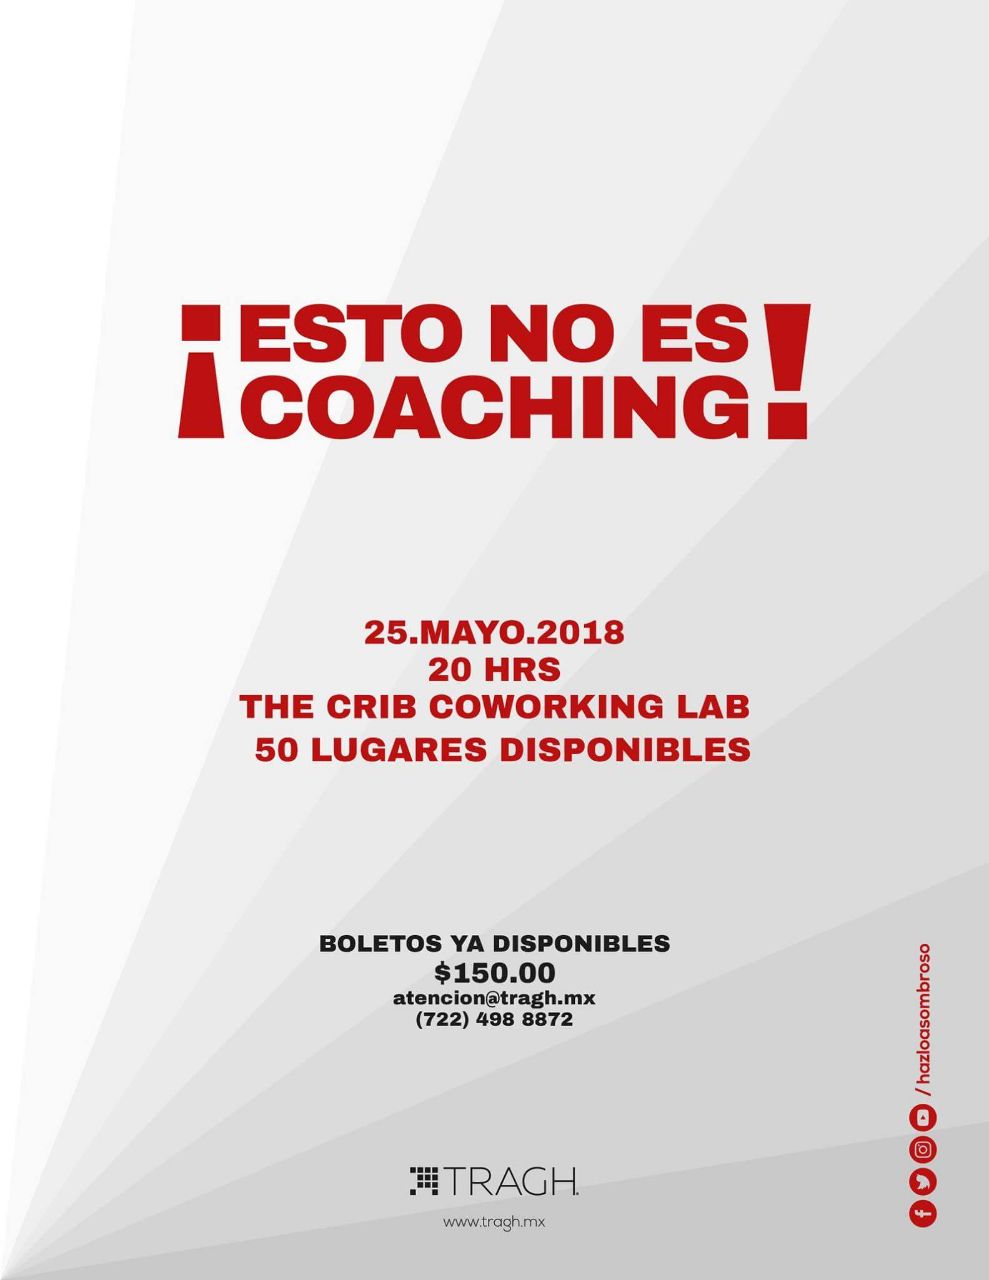 ¡ESTO NO ES
COACHING!
25.MAYO.2018
20 HRS
THE CRIB COWORKING LAB
50 LUGARES DISPONIBLES
BOLETOS YA DISPONIBLES
$150.00
atencion@tragh.mx
(722) 498 8872
/hazloasombroso
TRAGH.
www.tragh.mx